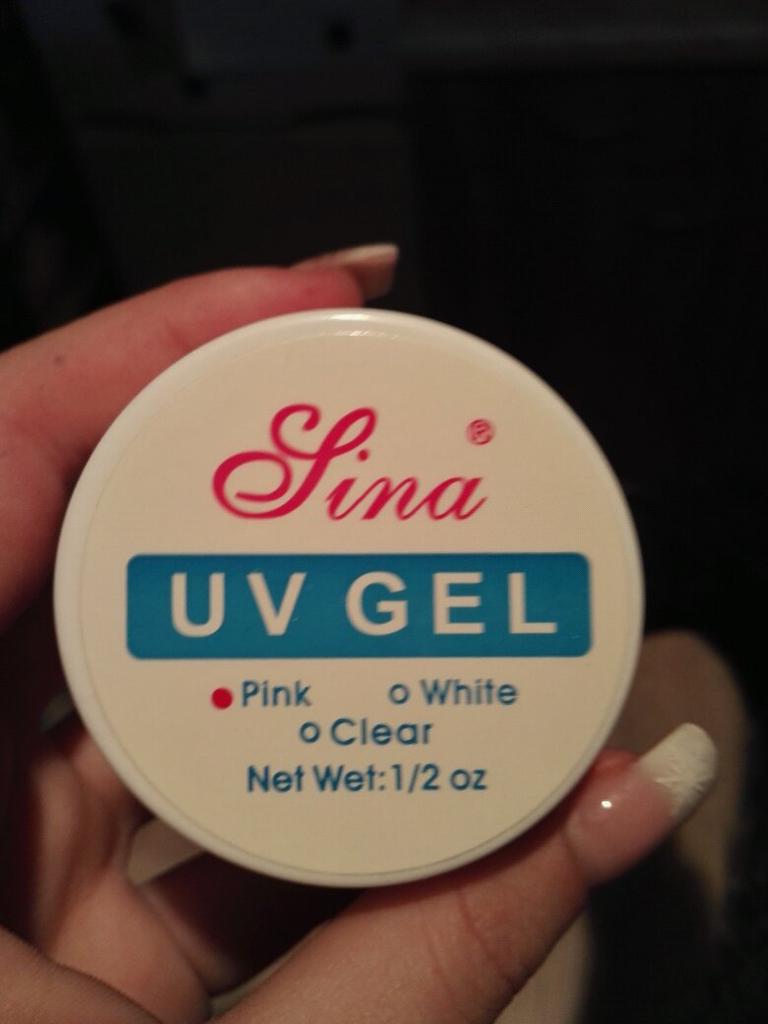 Sina®
UV GEL
Pink White
Clear
Net Wet:1/2 oz